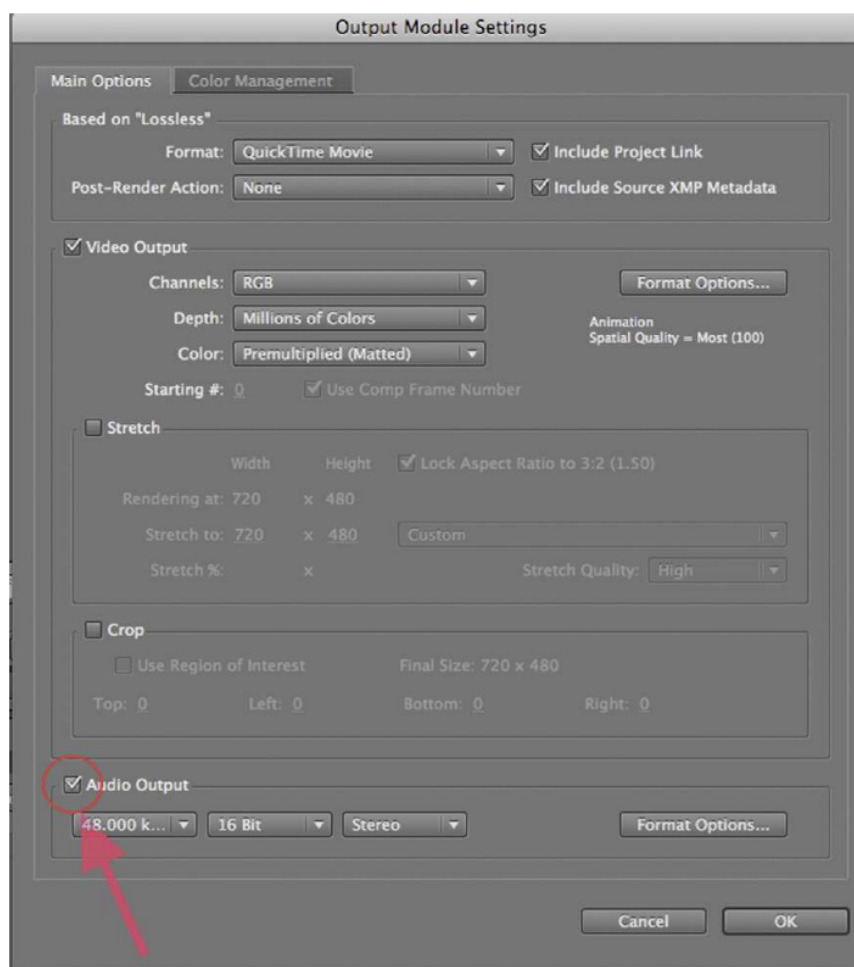 Output Module Settings
Main Options Color Management
Based on "Lossless"
Format: QuickTime Movie Include Project Link
Post-Render Action: None Include Source XMP Metadata
Video Output
Channels: RGB Format Options...
Depth: Millions of Colors Animation
Spatial Quality = Most (100)
Color: Premultiplied (Matted)
Starting #: 0 Use Comp Frame Number
Stretch
Width Height Lock Aspect Ratio to 3:2 (1.50)
Rendering at: 720 x 480
Stretch to: 720 x 480 Custom
Stretch %: x Stretch Quality: High
Crop
Use Region of Interest Final Size: 720 x 480
Top: 0 Left: 0 Bottom: 0 Right: 0
Audio Output
48.000 k... 16 Bit Stereo Format Options...
Cancel OK